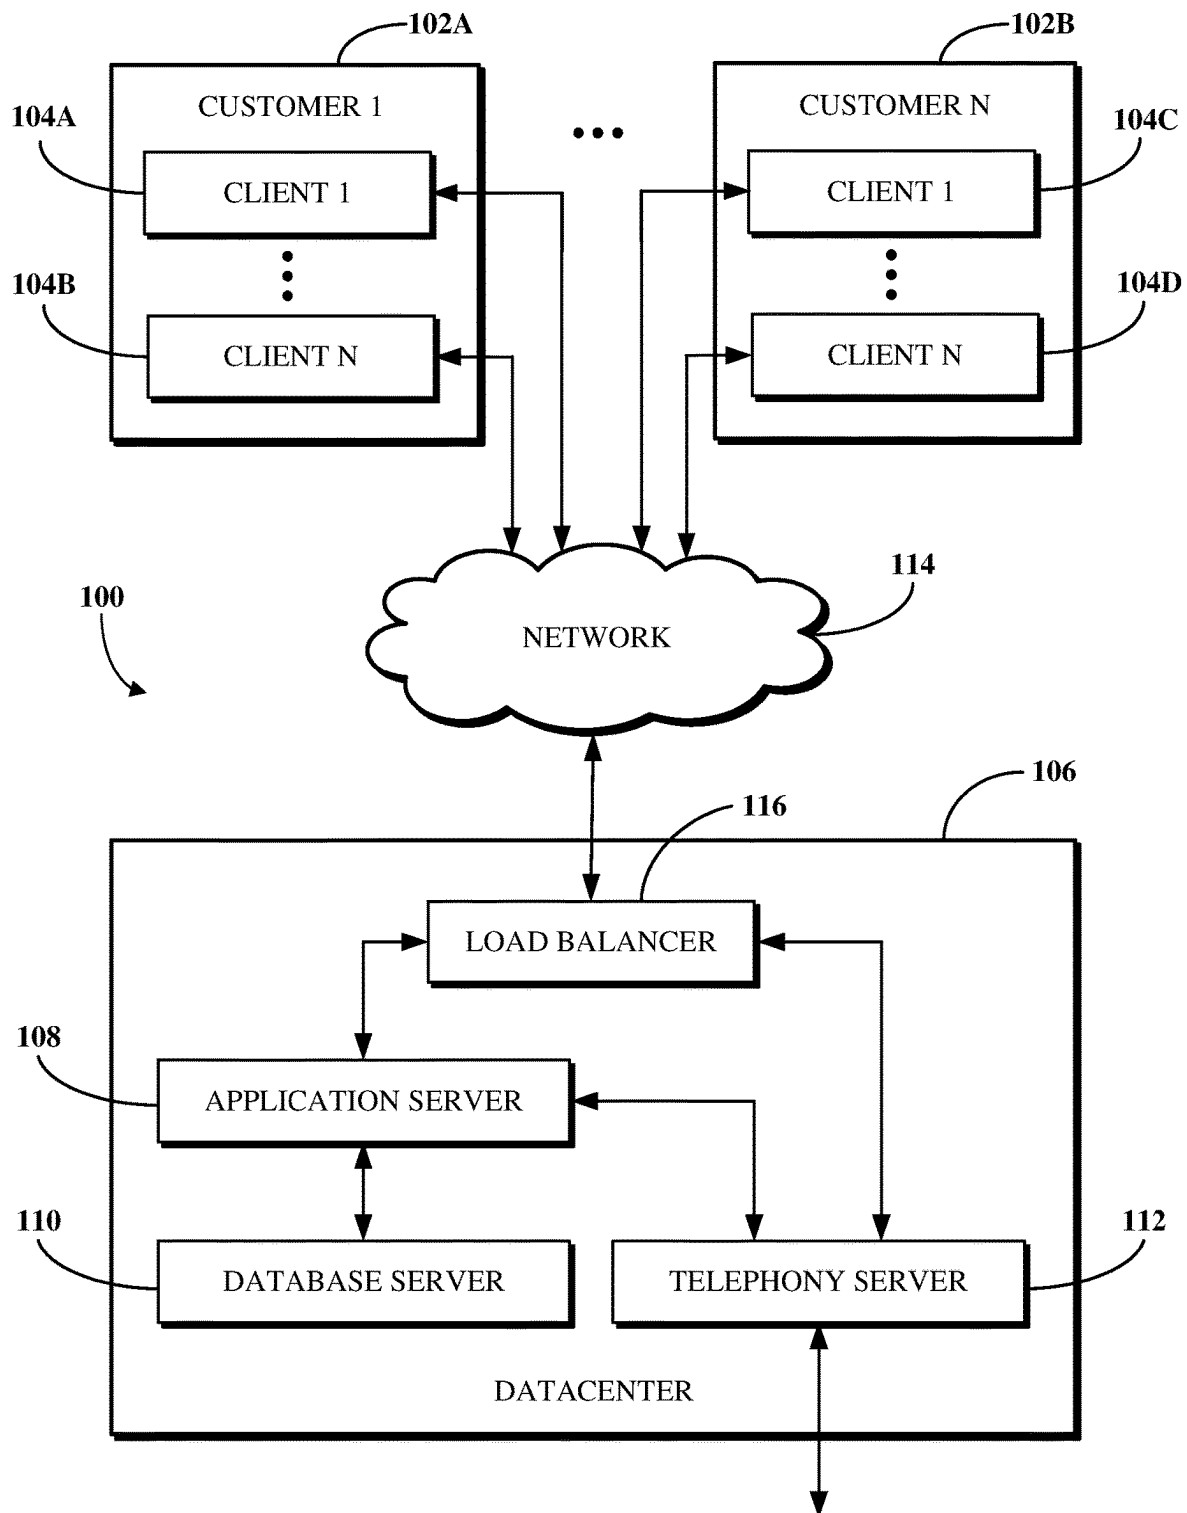 102A
102B
CUSTOMER 1
CUSTOMER N
104A
104C
CLIENT 1
CLIENT 1
104B
104D
CLIENT N
CLIENT N
114
100
NETWORK
106
116
LOAD BALANCER
108
APPLICATION SERVER
110
112
DATABASE SERVER
TELEPHONY SERVER
DATACENTER